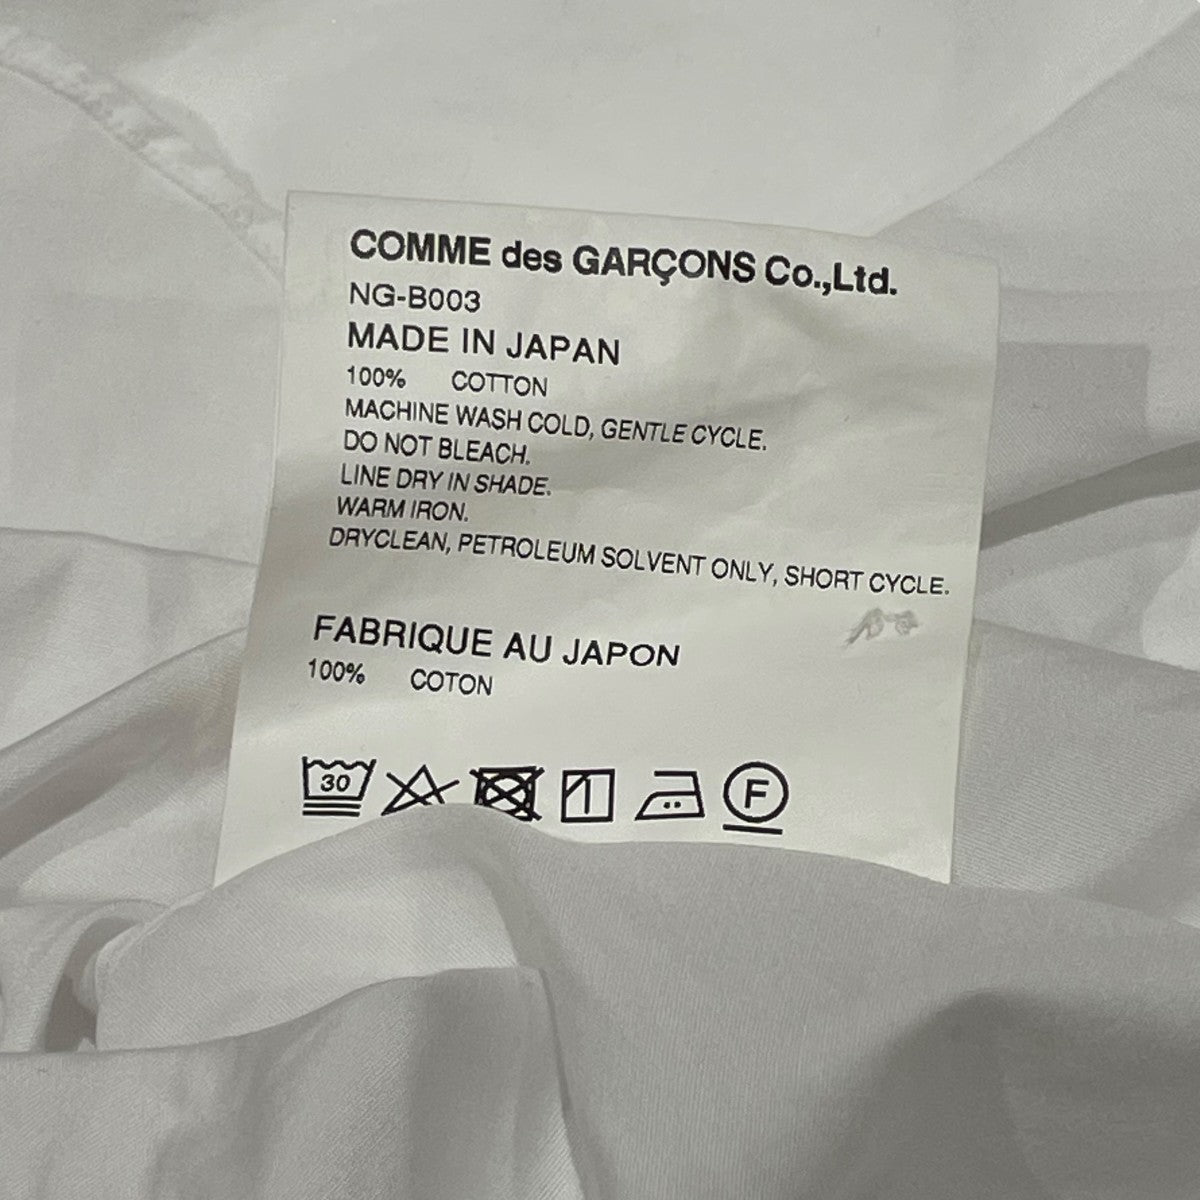 COMME des GARÇONS Co.,Ltd.
NG-B003
MADE IN JAPAN
100% COTTON
MACHINE WASH COLD, GENTLE CYCLE.
DO NOT BLEACH.
LINE DRY IN SHADE.
WARM IRON.
DRYCLEAN, PETROLEUM SOLVENT ONLY, SHORT CYCLE.
FABRIQUE AU JAPON
100% COTON
30 F